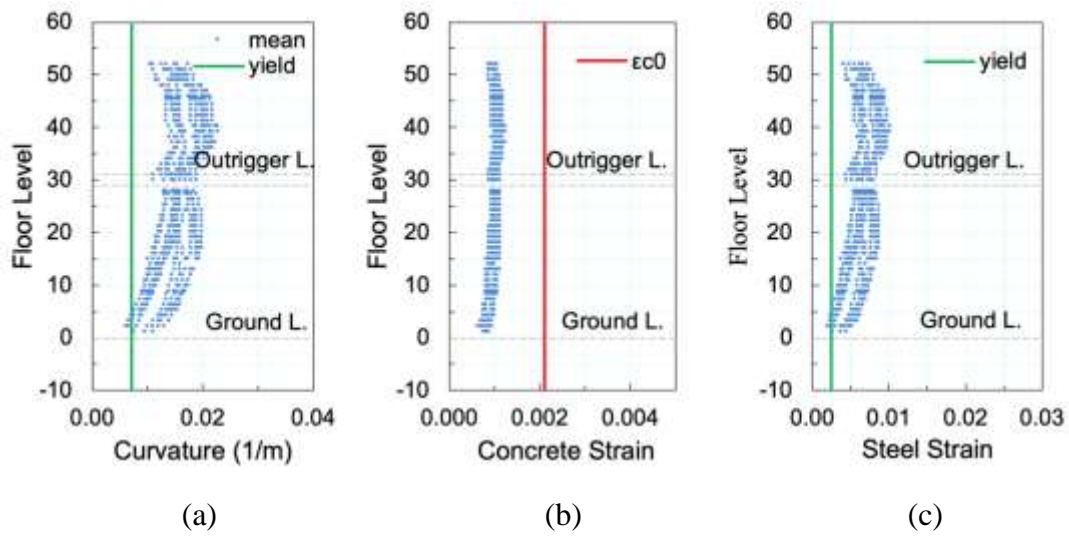 60
50
40
30
20
10
0
-10
Floor Level
mean
yield
Outrigger L.
Ground L.
0.00
0.02
0.04
Curvature (1/m)
(a)
60
50
40
30
20
10
0
-10
Floor Level
εc0
Outrigger L.
Ground L.
0.000
0.002
0.004
Concrete Strain
(b)
60
50
40
30
20
10
0
-10
Floor Level
yield
Outrigger L.
Ground L.
0.00
0.01
0.02
0.03
Steel Strain
(c)